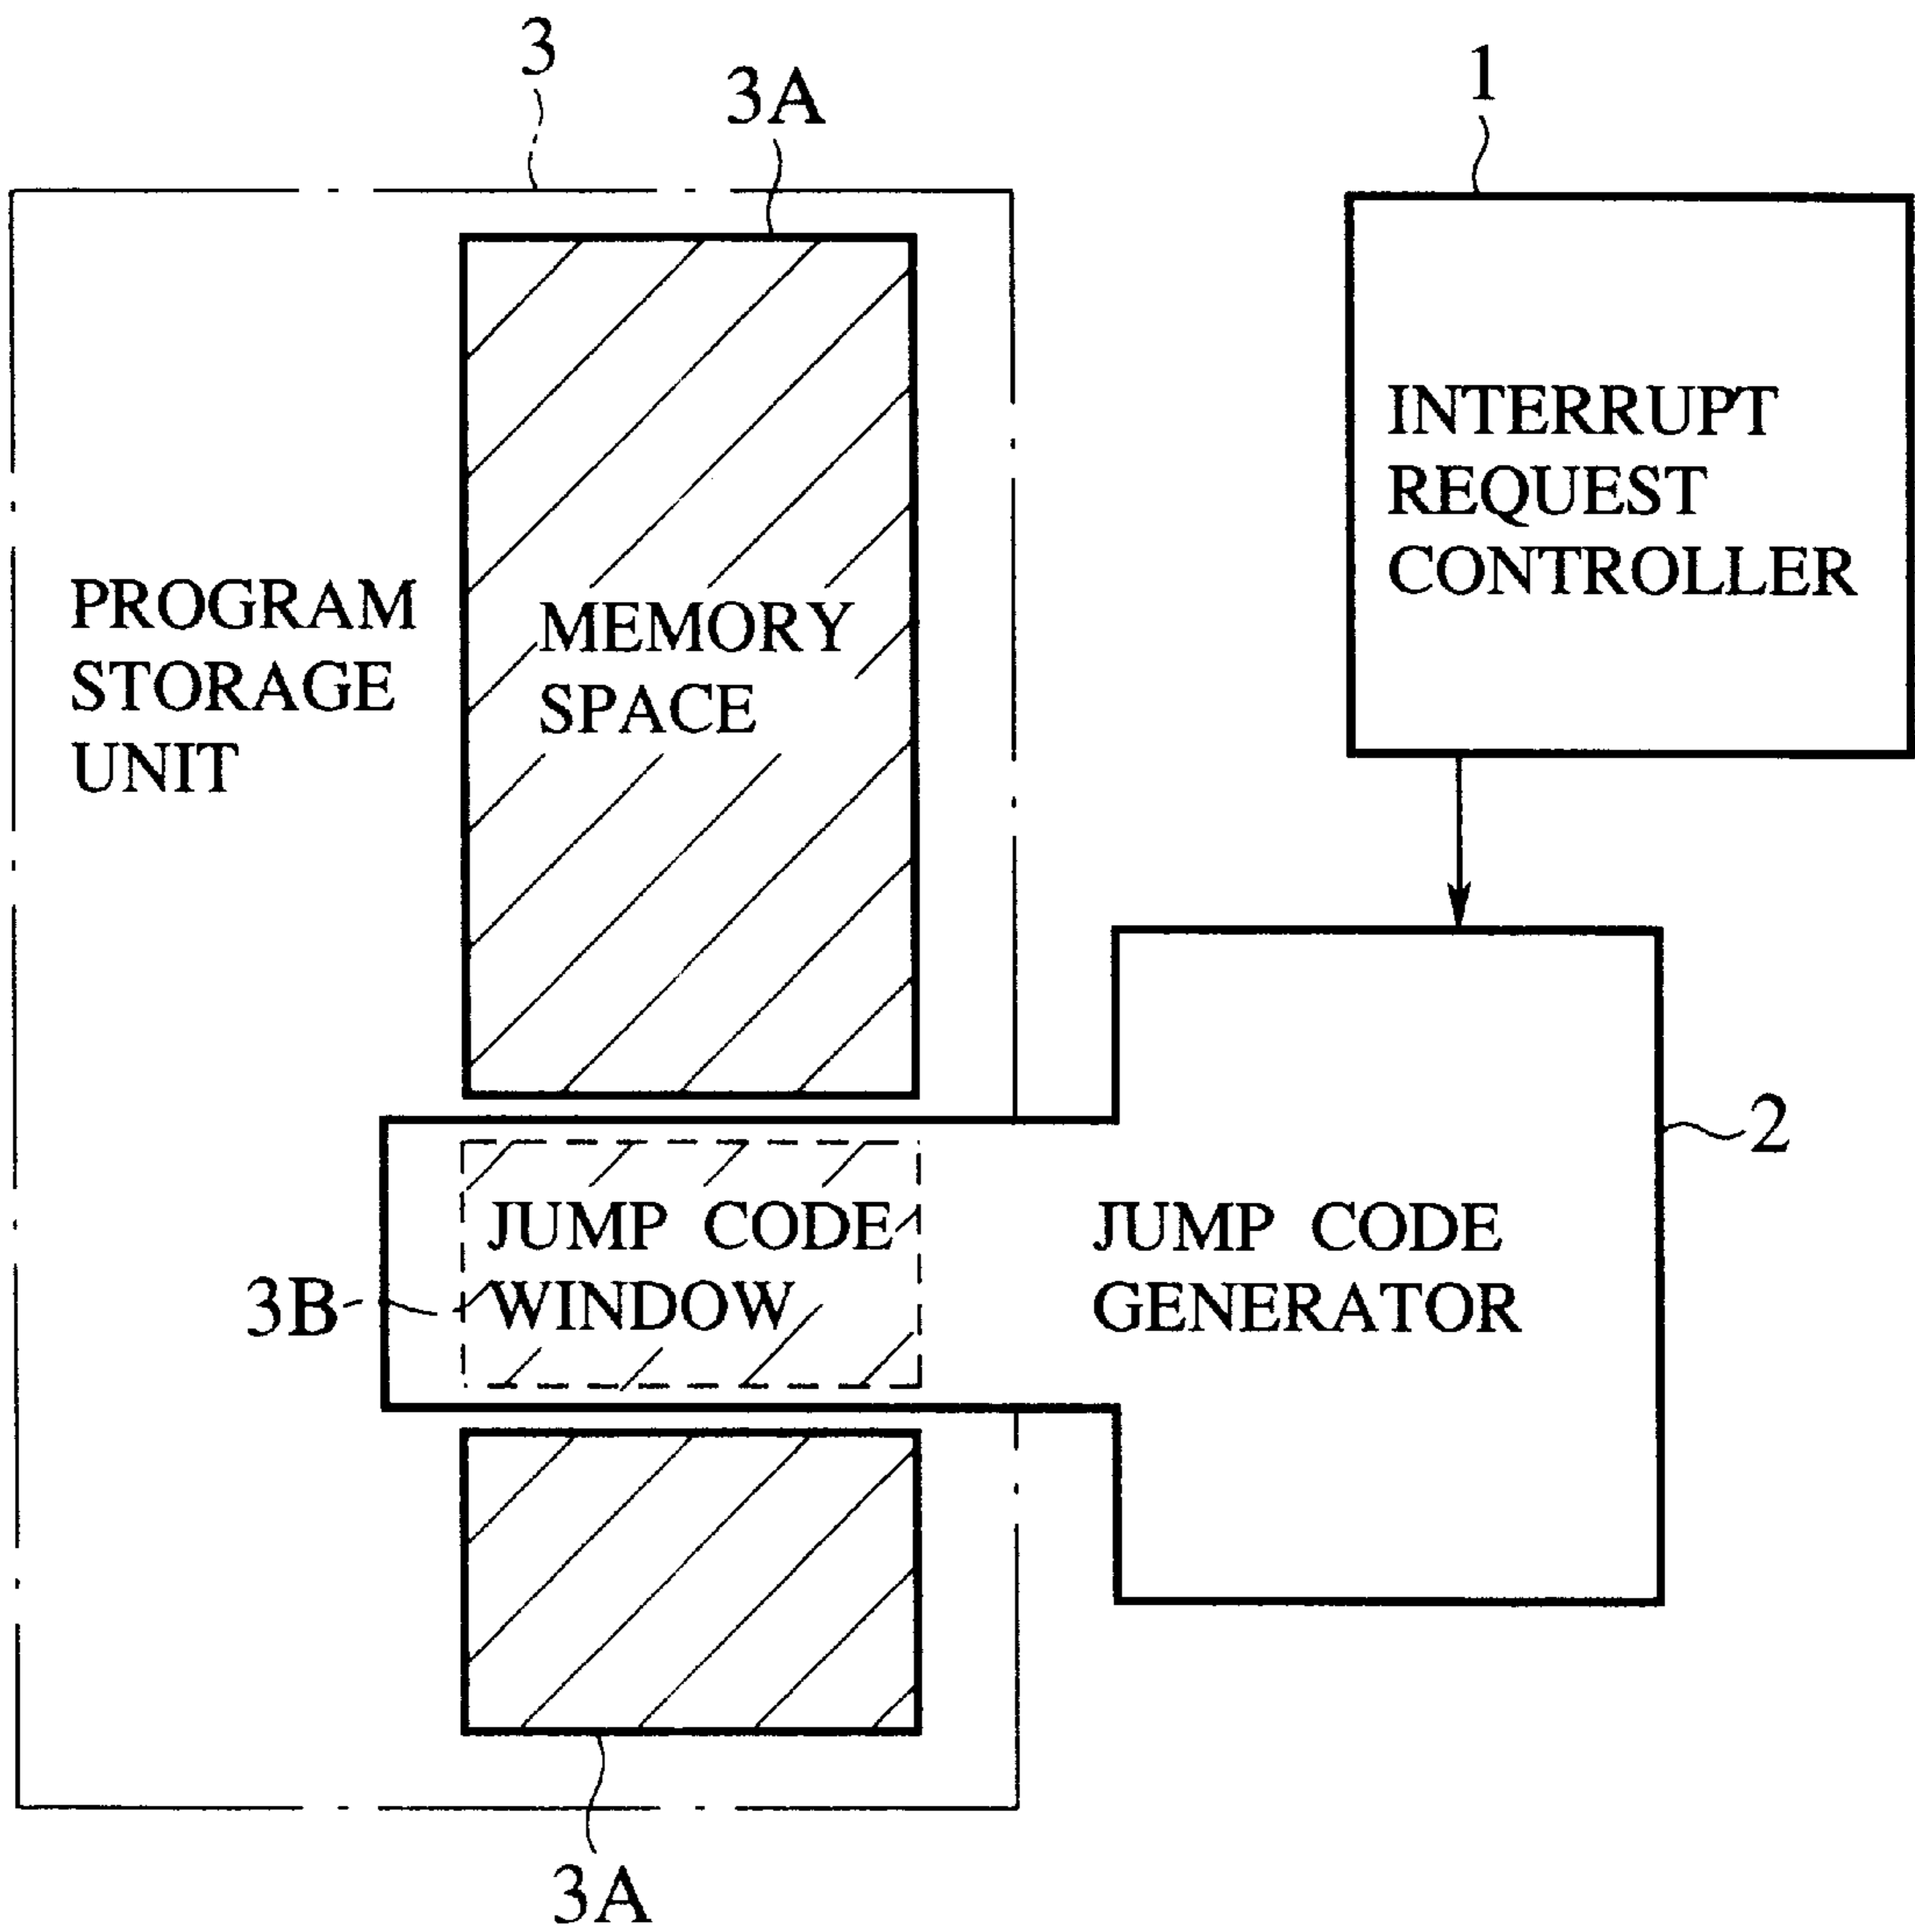 3
3A
1
INTERRUPT
REQUEST
CONTROLLER
PROGRAM
STORAGE
UNIT
MEMORY
SPACE
2
JUMP CODE
WINDOW
3B
JUMP CODE
GENERATOR
3A